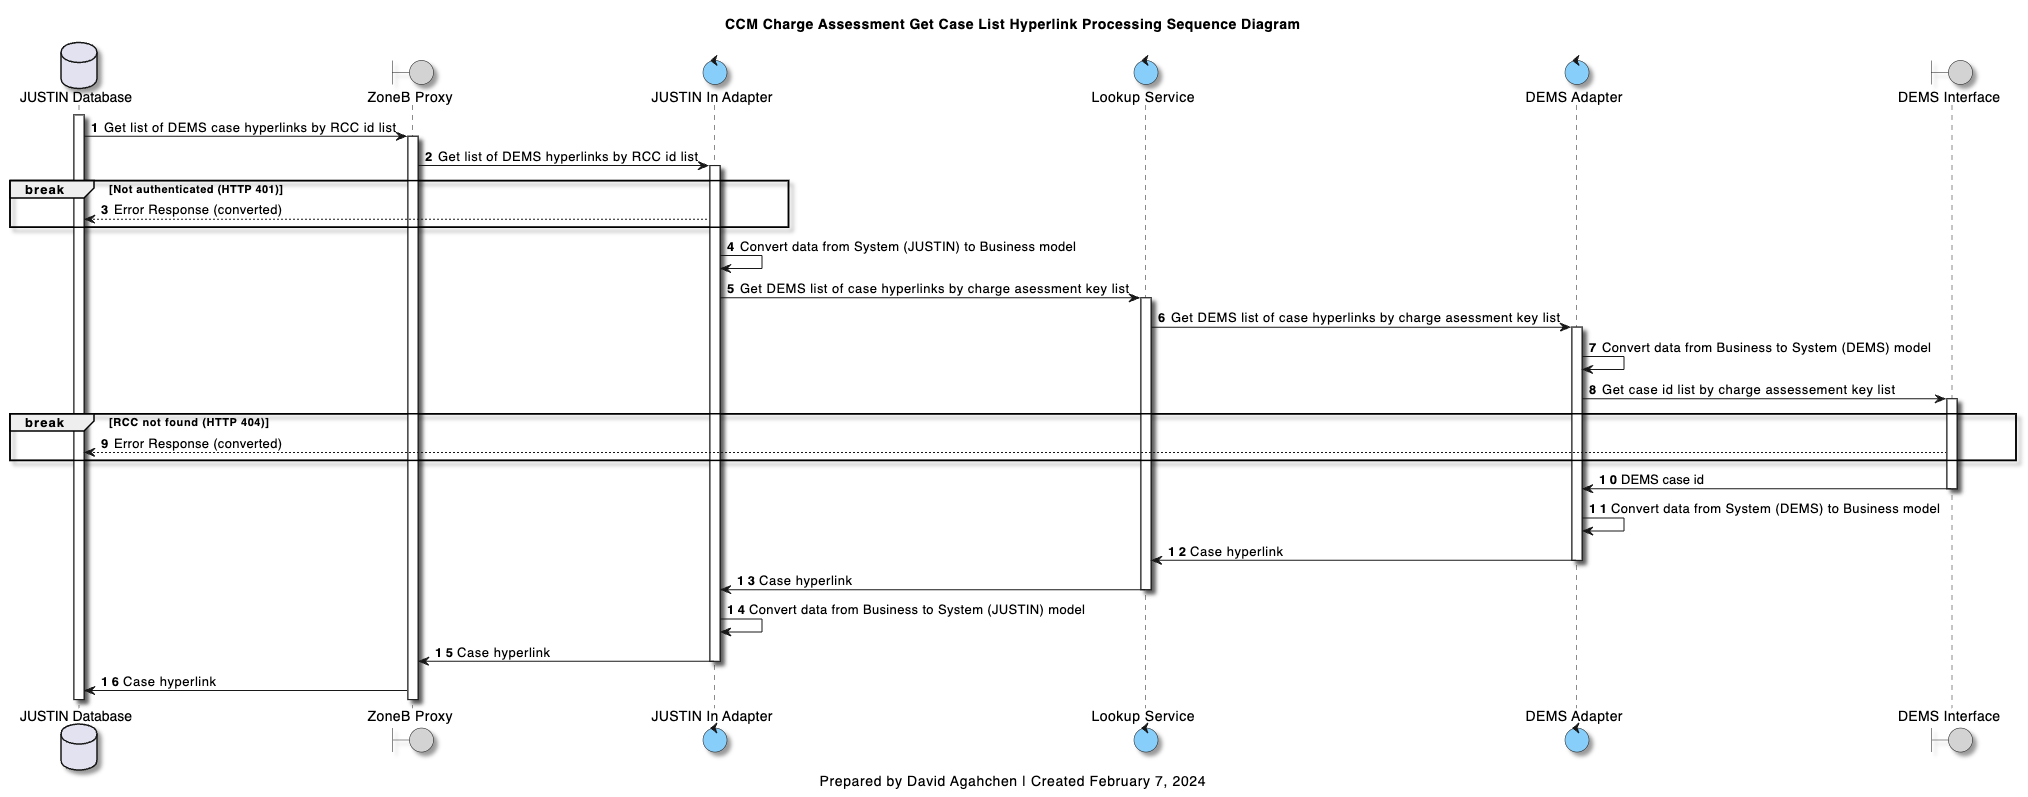 CCM Charge Assessment Get Case List Hyperlink Processing Sequence Diagram
JUSTIN Database
ZoneB Proxy
JUSTIN In Adapter
Lookup Service
DEMS Adapter
DEMS Interface
1 Get list of DEMS case hyperlinks by RCC id list
2 Get list of DEMS hyperlinks by RCC id list
break [Not authenticated (HTTP 401)]
3 Error Response (converted)
4 Convert data from System (JUSTIN) to Business model
5 Get DEMS list of case hyperlinks by charge asessment key list
6 Get DEMS list of case hyperlinks by charge asessment key list
7 Convert data from Business to System (DEMS) model
8 Get case id list by charge assessement key list
break [RCC not found (HTTP 404)]
9 Error Response (converted)
10 DEMS case id
11 Convert data from System (DEMS) to Business model
12 Case hyperlink
13 Case hyperlink
14 Convert data from Business to System (JUSTIN) model
15 Case hyperlink
16 Case hyperlink
JUSTIN Database
ZoneB Proxy
JUSTIN In Adapter
Lookup Service
DEMS Adapter
DEMS Interface
Prepared by David Agahchen | Created February 7, 2024